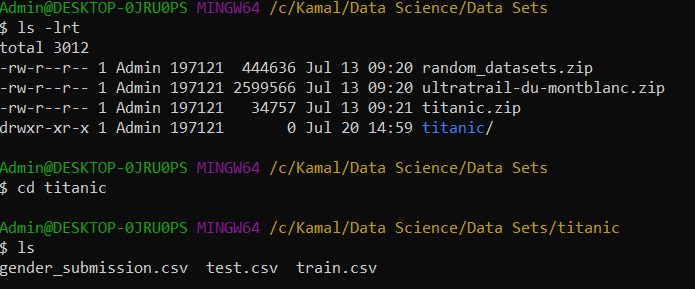 Admin@DESKTOP-0JRU0PS MINGW64 /c/Kamal/Data Science/Data Sets
$ ls -lrt
total 3012
-rw-r--r-- 1 Admin 197121  444636 Jul 13 09:20 random_datasets.zip
-rw-r--r-- 1 Admin 197121 2599566 Jul 13 09:20 ultratrail-du-montblanc.zip
-rw-r--r-- 1 Admin 197121   34757 Jul 13 09:21 titanic.zip
drwxr-xr-x 1 Admin 197121       0 Jul 20 14:59 titanic/
Admin@DESKTOP-0JRU0PS MINGW64 /c/Kamal/Data Science/Data Sets
$ cd titanic
Admin@DESKTOP-0JRU0PS MINGW64 /c/Kamal/Data Science/Data Sets/titanic
$ ls
gender_submission.csv  test.csv  train.csv